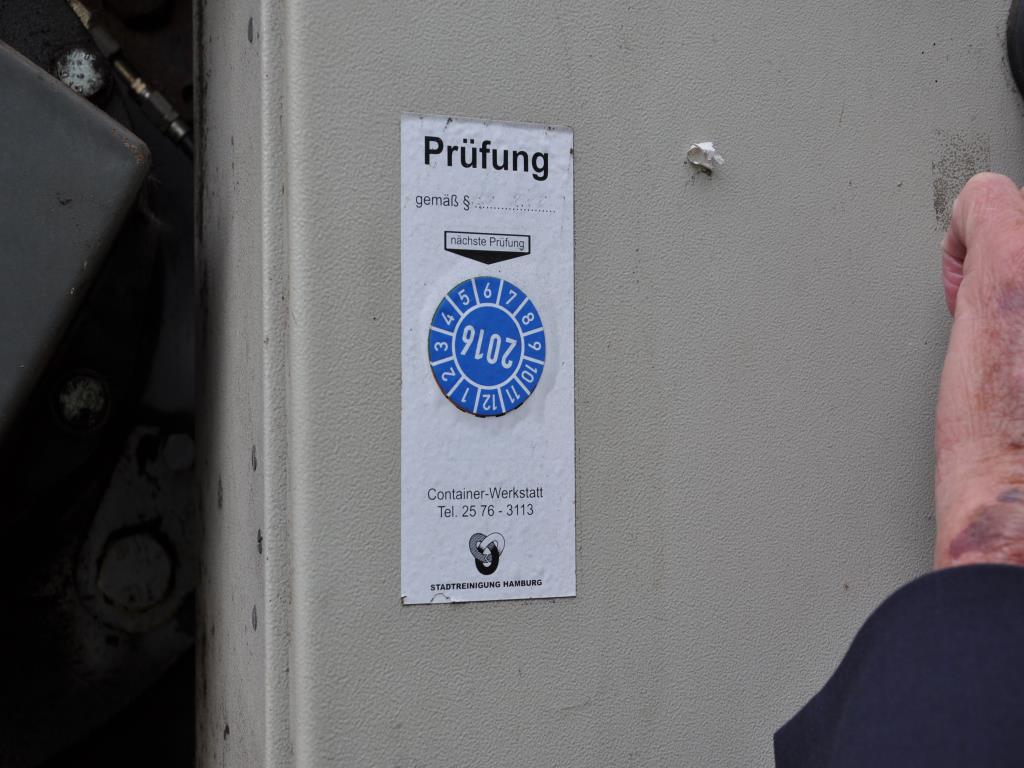 Prüfung
gemäß §......................
nächste Prüfung
1 2 3 4 5 6 7 8 9 10 11 12
2016
Container-Werkstatt
Tel. 25 76 - 3113
STADTREINIGUNG HAMBURG